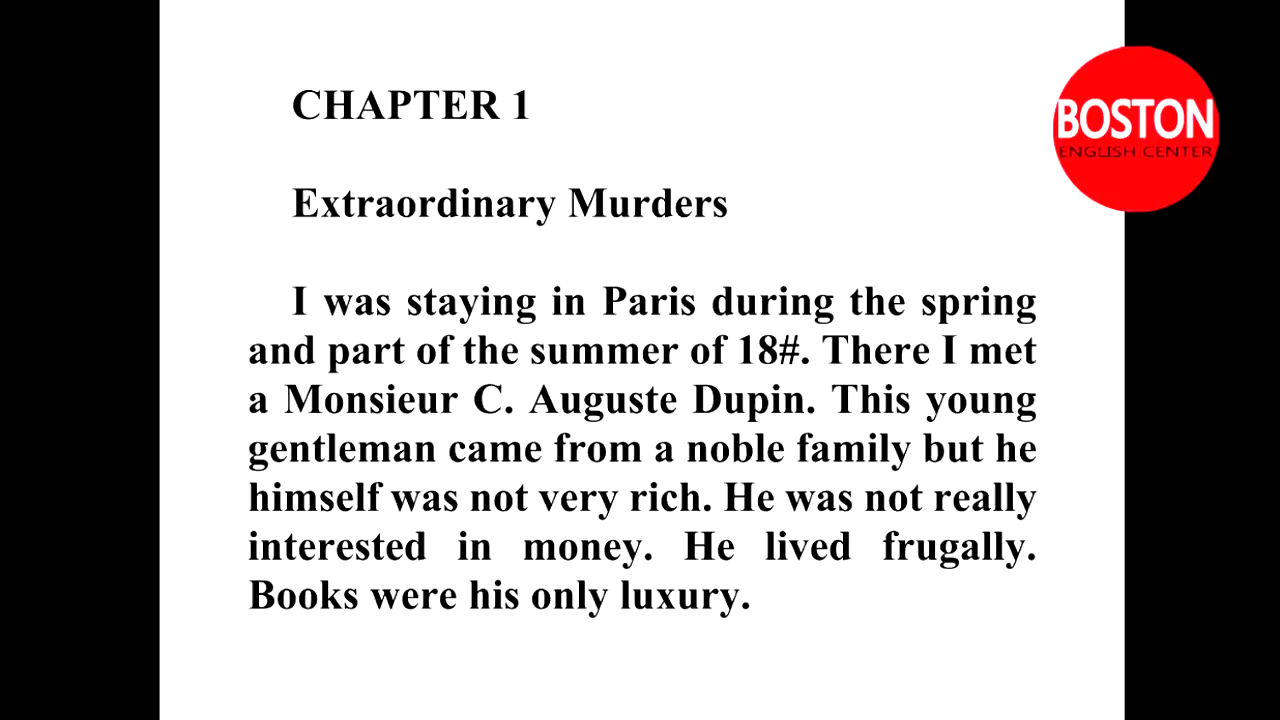 CHAPTER 1
BOSTON
ENGLISH CENTER
Extraordinary Murders
I was staying in Paris during the spring
and part of the summer of 18#. There I met
a Monsieur C. Auguste Dupin. This young
gentleman came from a noble family but he
himself was not very rich. He was not really
interested in money. He lived frugally.
Books were his only luxury.